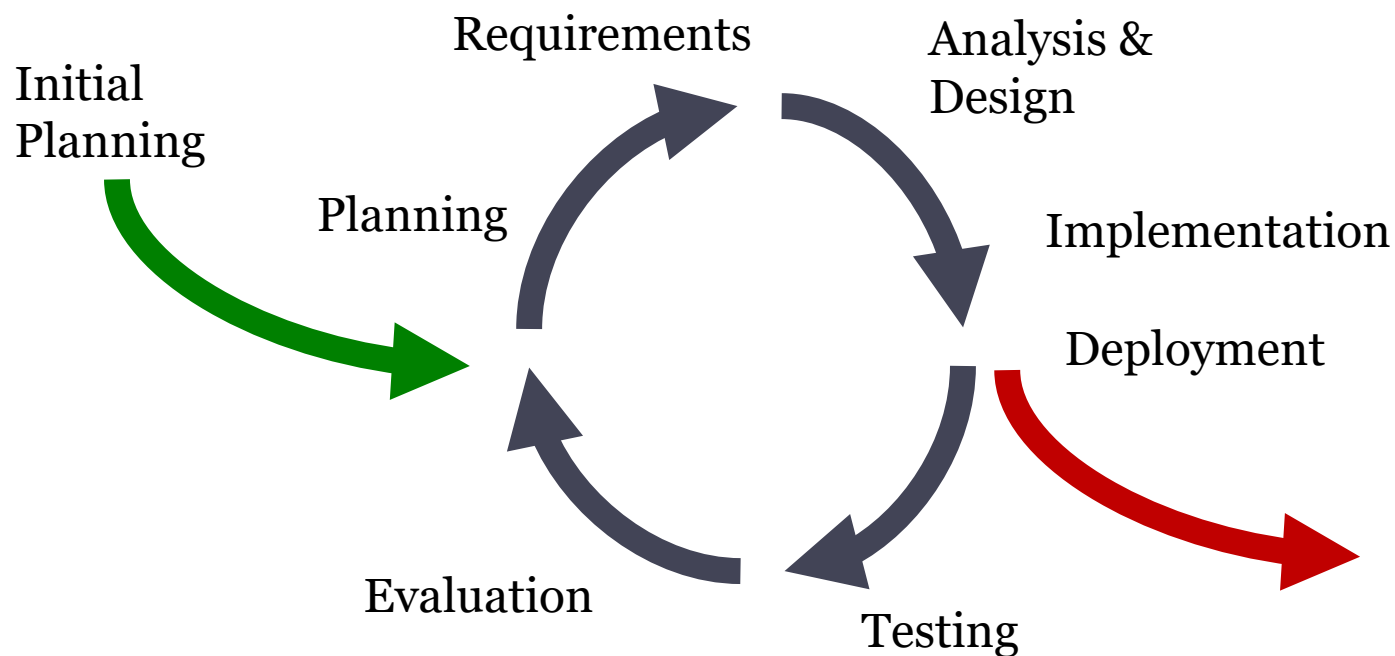 Initial
Planning
Planning
Requirements
Analysis &
Design
Implementation
Deployment
Testing
Evaluation